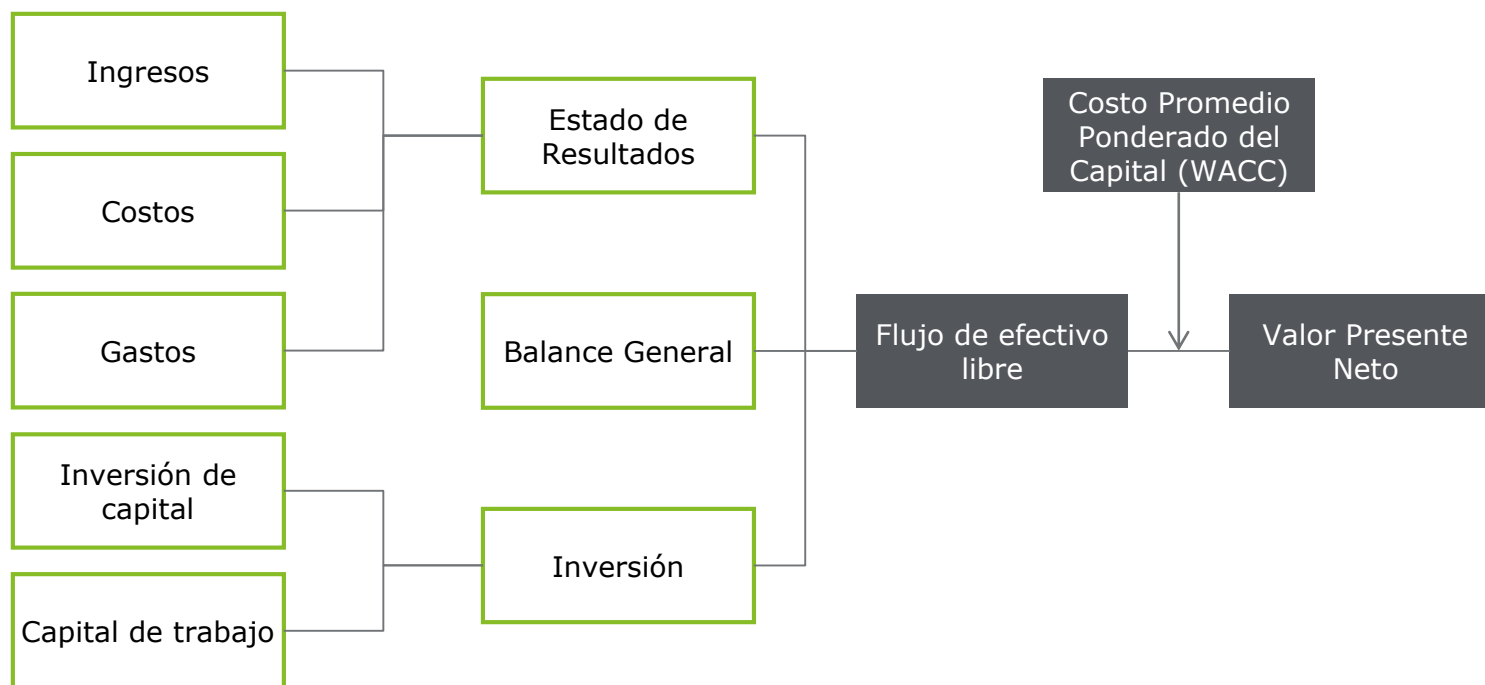 Ingresos
Costos
Gastos
Inversión de
capital
Capital de trabajo
Estado de
Resultados
Balance General
Inversión
Flujo de efectivo
libre
Costo Promedio
Ponderado del
Capital (WACC)
Valor Presente
Neto